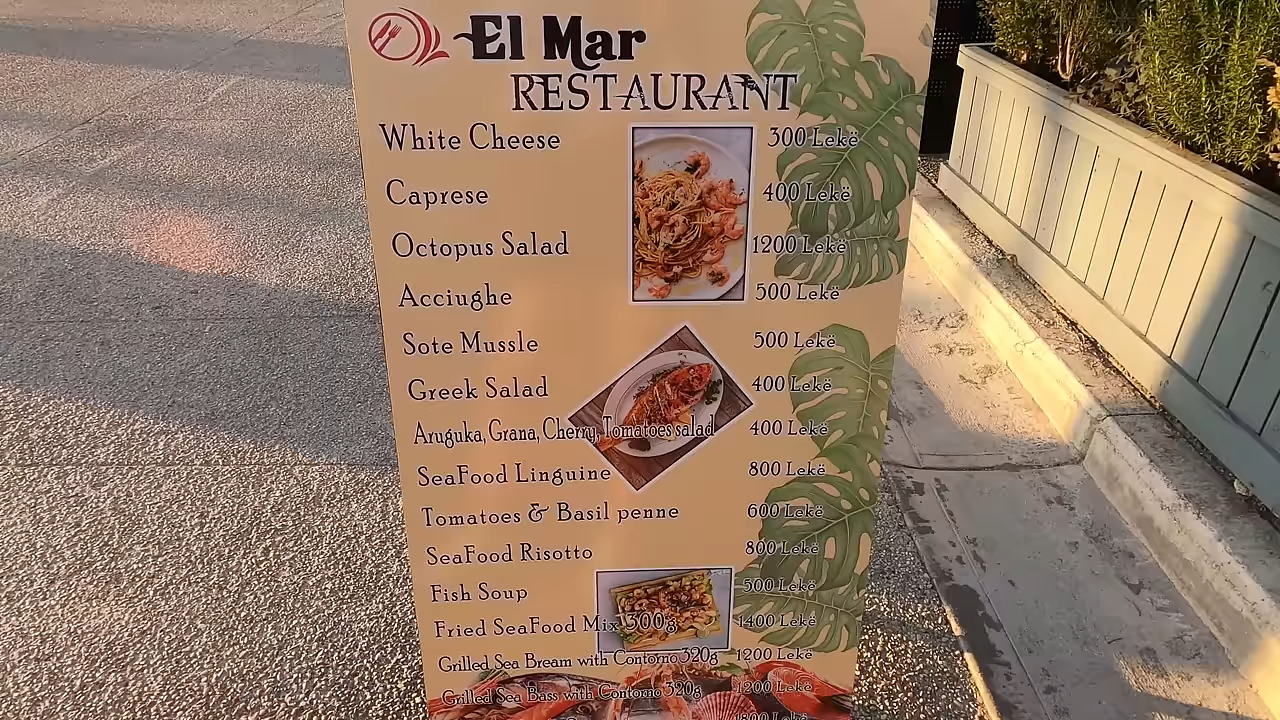 El Mar
RESTAURANT
White Cheese 300 Lekë
Caprese 400 Lekë
Octopus Salad 1200 Lekë
Acciughe 500 Lekë
Sote Mussle 500 Lekë
Greek Salad 400 Lekë
Aruguka, Grana, Cherry, Tomatoes salad 400 Lekë
SeaFood Linguine 800 Lekë
Tomatoes & Basil penne 600 Lekë
SeaFood Risotto 800 Lekë
Fish Soup 500 Lekë
Fried SeaFood Mix 300g 1400 Lekë
Grilled Sea Bream with Contorno 320g 1200 Lekë
Grilled Sea Bass with Contorno 320g 1200 Lekë
1800 Lekë